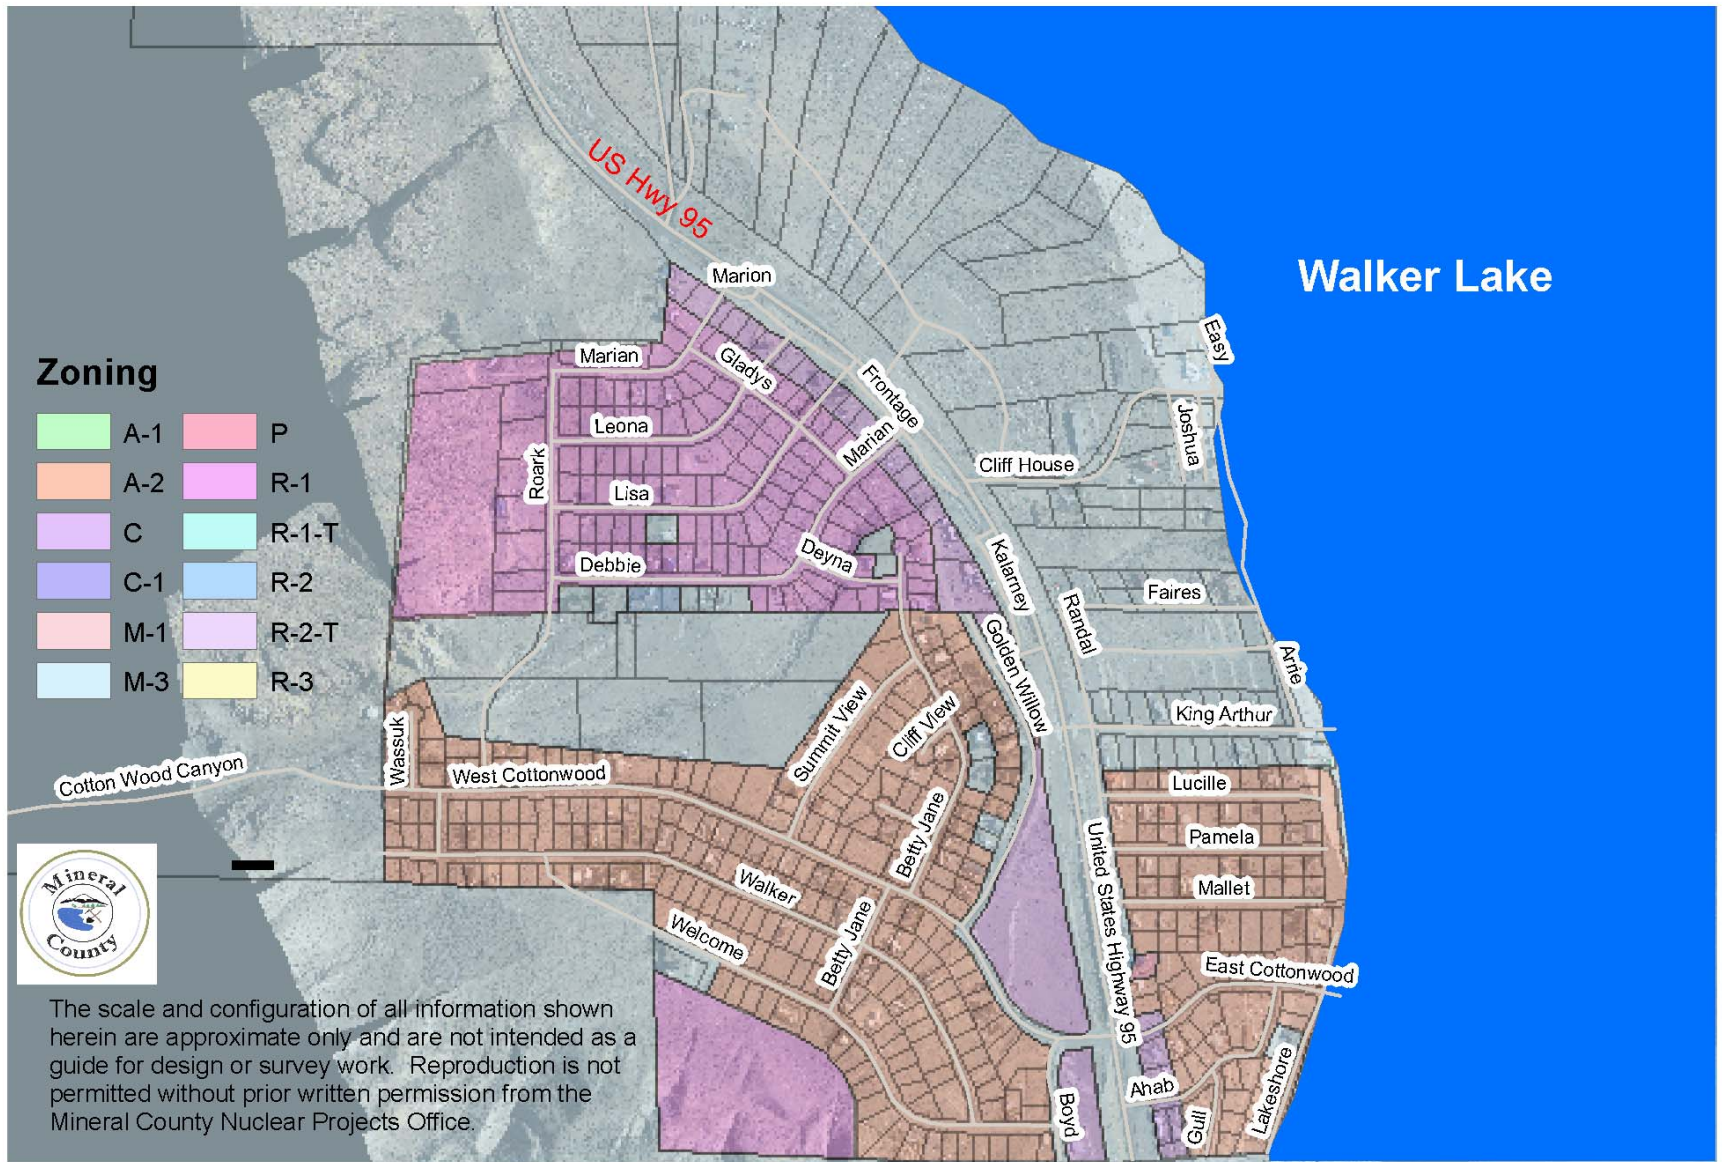 US Hwy 95
Walker Lake
Marion
Marian
Gladys
Frontage
Easy
Leona
Marian
Joshua
Cliff House
Roark
Lisa
Debbie
Deyna
Kalarney
Faires
Randal
Golden Willow
Arrie
King Arthur
Summit View
Cliff View
Wassuk
Cotton Wood Canyon
West Cottonwood
Lucille
Pamela
Betty Jane
Mallet
Walker
United States Highway 95
Betty Jane
Welcome
East Cottonwood
Lakeshore
Ahab
Boyd
Gull
Zoning
A-1
P
A-2
R-1
C
R-1-T
C-1
R-2
M-1
R-2-T
M-3
R-3
Mineral
County
The scale and configuration of all information shown
herein are approximate only and are not intended as a
guide for design or survey work. Reproduction is not
permitted without prior written permission from the
Mineral County Nuclear Projects Office.